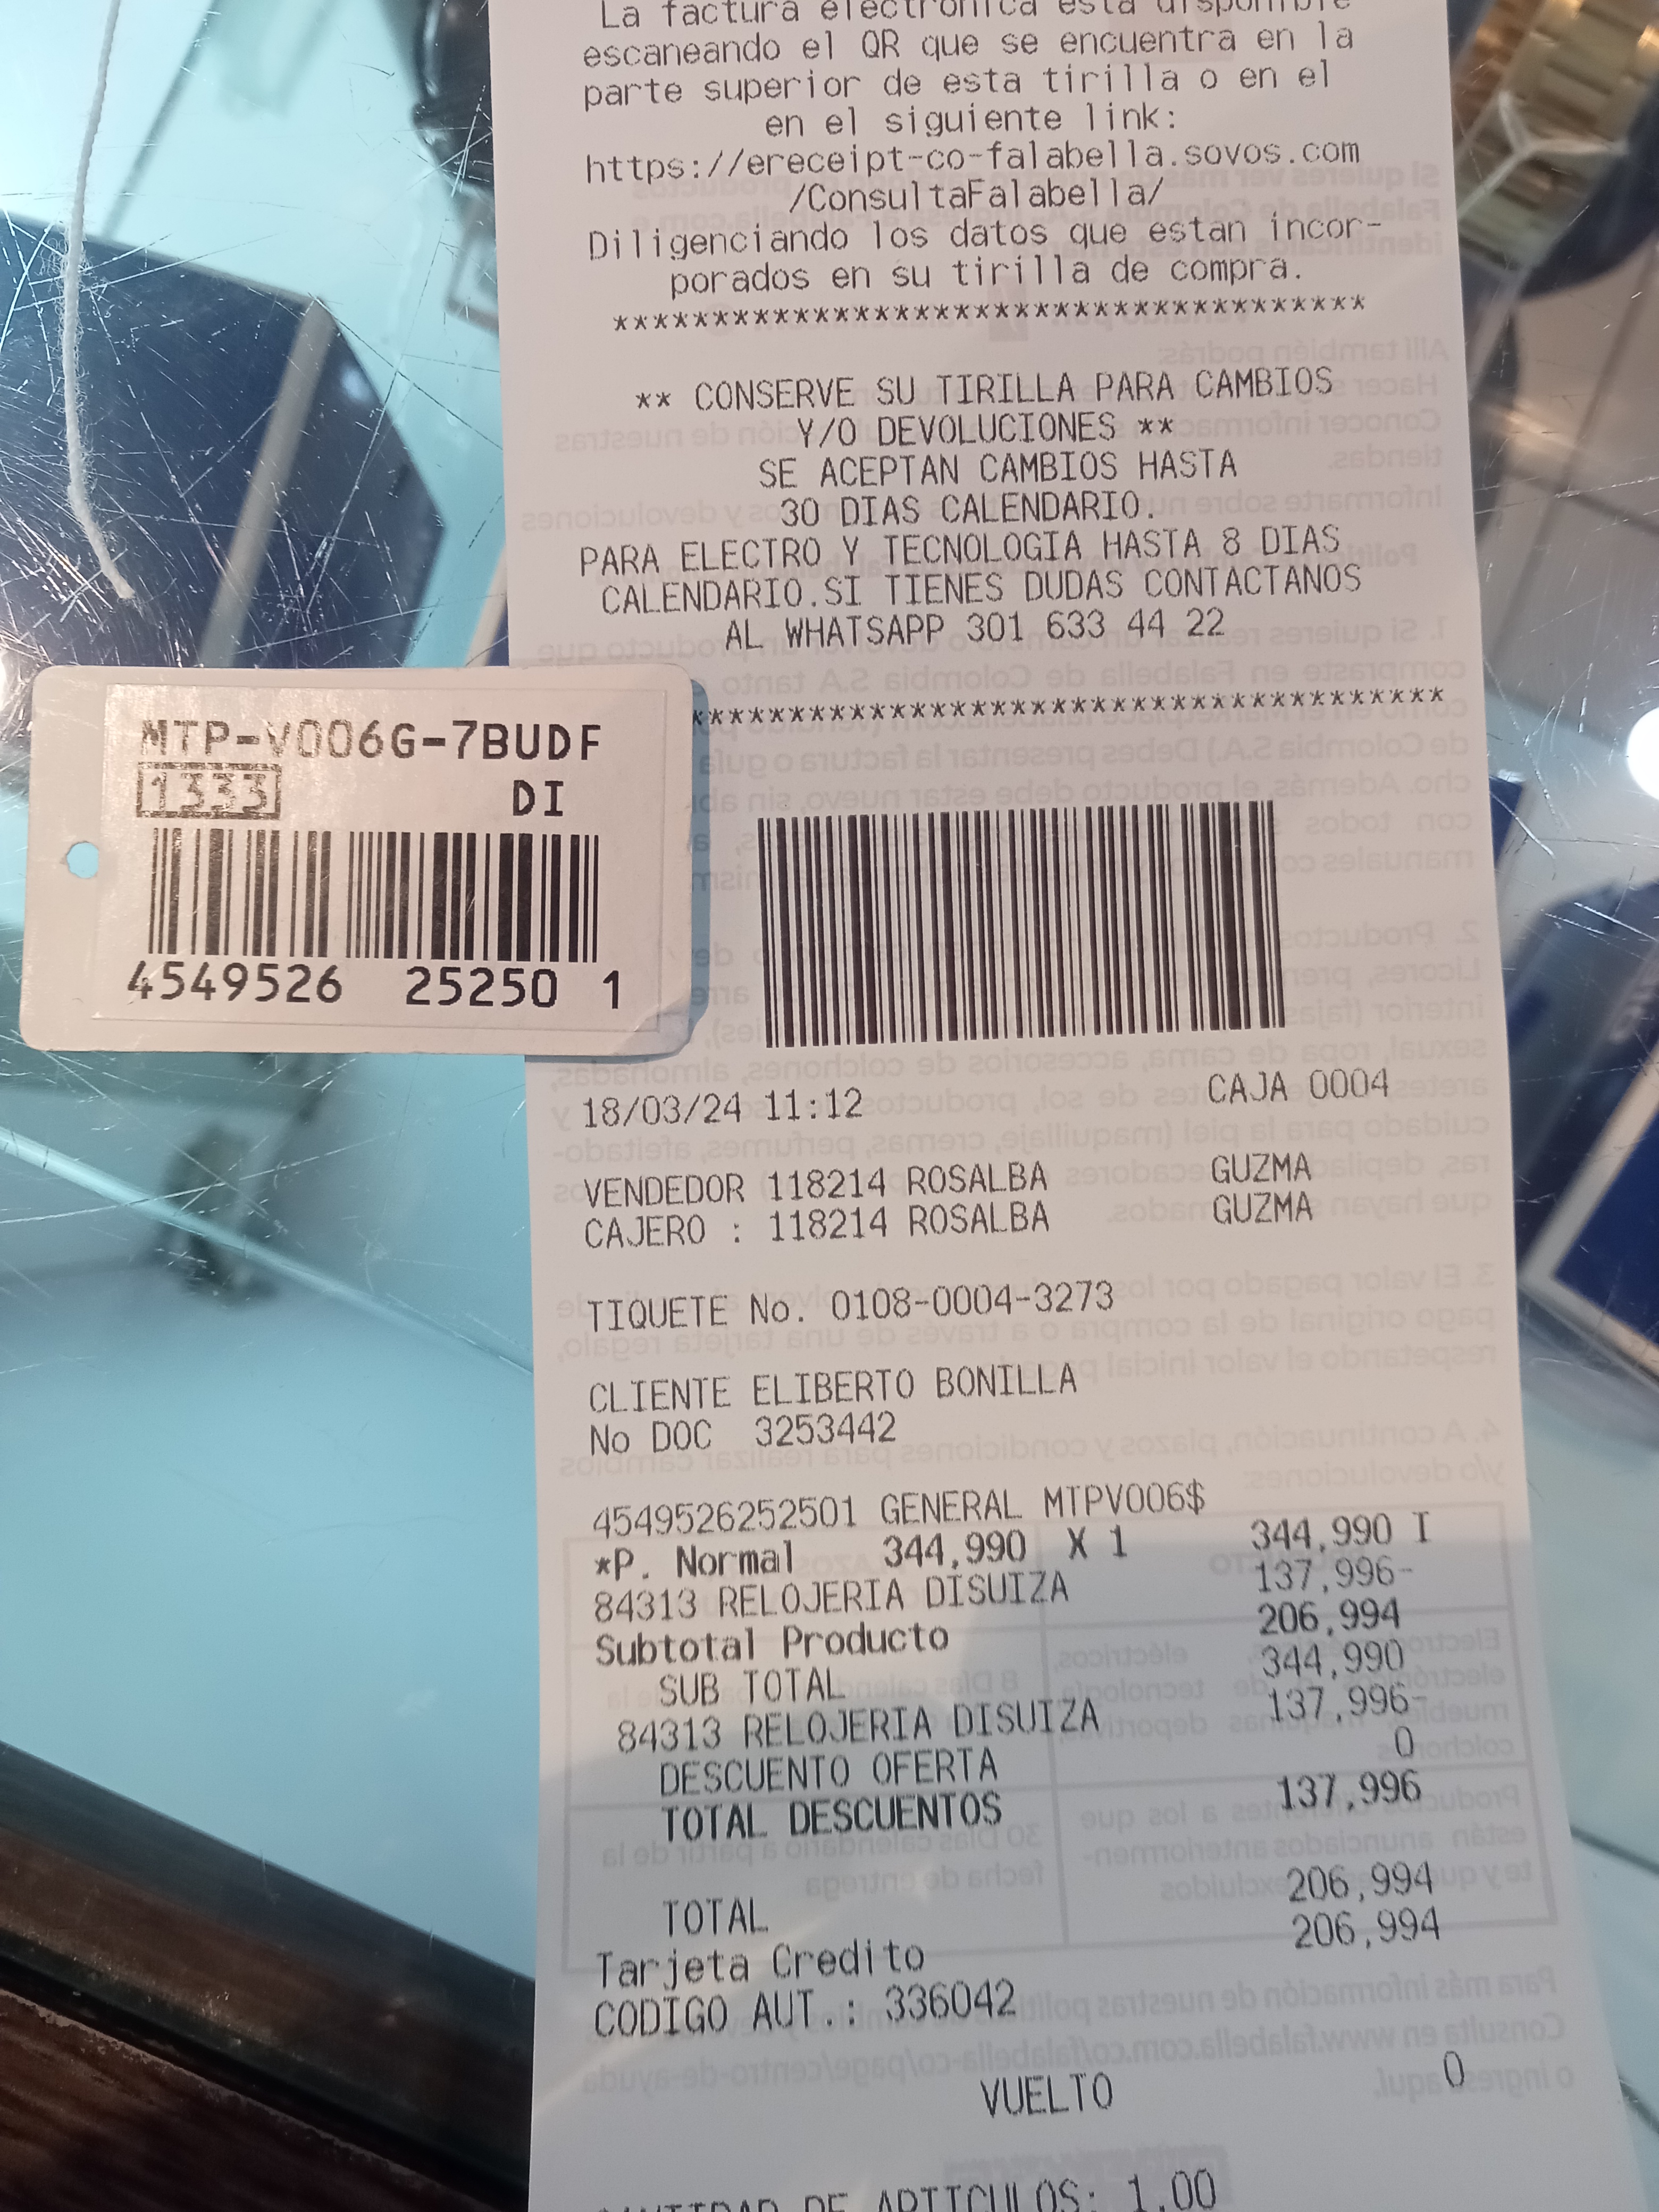 La factura electronica esta disponible
escaneando el QR que se encuentra en la
parte superior de esta tirilla o en el
en el siguiente link:
https://ereceipt-co-falabella.sovos.com
/ConsultaFalabella/
Diligenciando los datos que estan incor-
porados en su tirilla de compra.
**************************************
** CONSERVE SU TIRILLA PARA CAMBIOS
Y/O DEVOLUCIONES **
SE ACEPTAN CAMBIOS HASTA
30 DIAS CALENDARIO.
PARA ELECTRO Y TECNOLOGIA HASTA 8 DIAS
CALENDARIO.SI TIENES DUDAS CONTACTANOS
AL WHATSAPP 301 633 44 22
**************************************
MTP-V006G-7BUDF
1333 DI
4549526 25250 1
18/03/24 11:12 CAJA 0004
VENDEDOR 118214 ROSALBA GUZMA
CAJERO : 118214 ROSALBA GUZMA
TIQUETE No. 0108-0004-3273
CLIENTE ELIBERTO BONILLA
No DOC 3253442
4549526252501 GENERAL MTPV006$
*P. Normal 344,990 X 1 344,990 I
84313 RELOJERIA DISUIZA 137,996-
Subtotal Producto 206,994
SUB TOTAL 344,990
84313 RELOJERIA DISUIZA 137,996-
DESCUENTO OFERTA 0
TOTAL DESCUENTOS 137,996
TOTAL 206,994
Tarjeta Credito 206,994
CODIGO AUT.: 336042
VUELTO 0
CANTIDAD DE ARTICULOS: 1.00